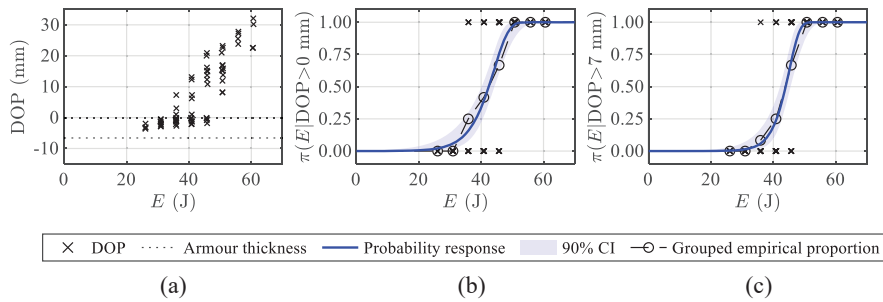 30
20
10
0
-10
DOP (mm)
0 20 40 60
E (J)
1.00
0.75
0.50
0.25
0.00
π(E|DOP>0 mm)
0 20 40 60
E (J)
1.00
0.75
0.50
0.25
0.00
π(E|DOP>7 mm)
0 20 40 60
E (J)
DOP Armour thickness Probability response 90% CI Grouped empirical proportion
(a) (b) (c)